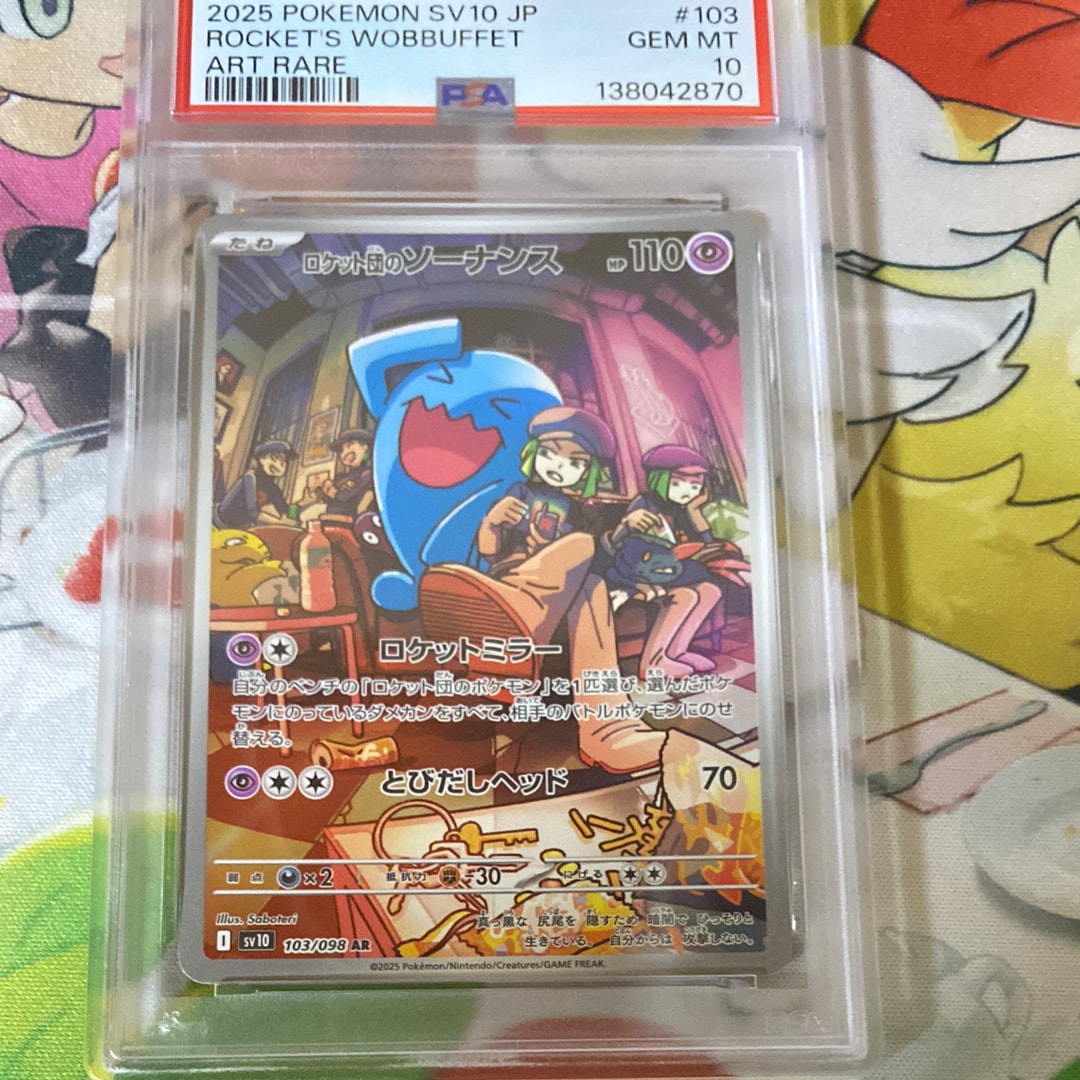 2025 POKEMON SV10 JP #103
ROCKET'S WOBBUFFET GEM MT
ART RARE 10
PSA 138042870
たね ロケット団のソーナンス HP 110
ロケットミラー
自分のベンチの「ロケット団のポケモン」を1匹選び、選んだポケ
モンにのっているダメカンをすべて、相手のバトルポケモンにのせ
替える。
とびだしヘッド 70
弱点 ×2 抵抗力 -30 にげる
Illus. Saboteri
真っ黒な 尻尾を 隠すため 暗闇で ひっそりと
生きている。 自分からは 攻撃しない。
I sv10 103/098 AR
©2025 Pokémon/Nintendo/Creatures/GAME FREAK.